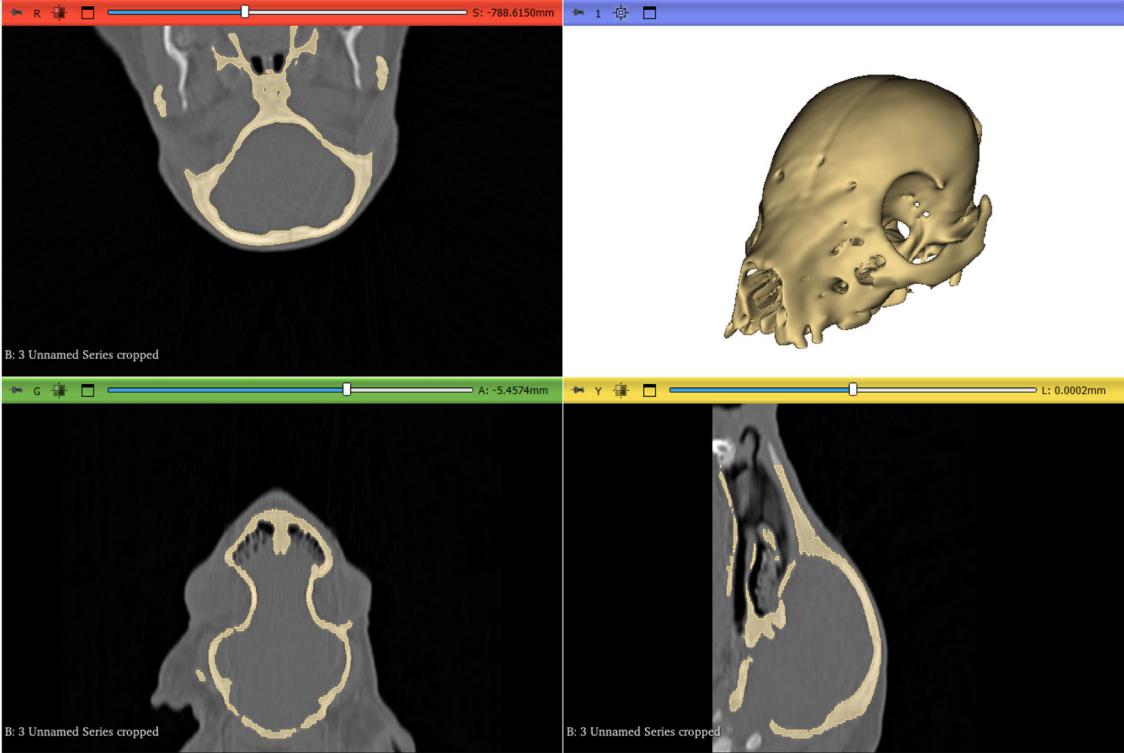 R
S: -788.6150mm
1
B: 3 Unnamed Series cropped
G
A: -5.4574mm
Y
L: 0.0002mm
B: 3 Unnamed Series cropped
B: 3 Unnamed Series cropped